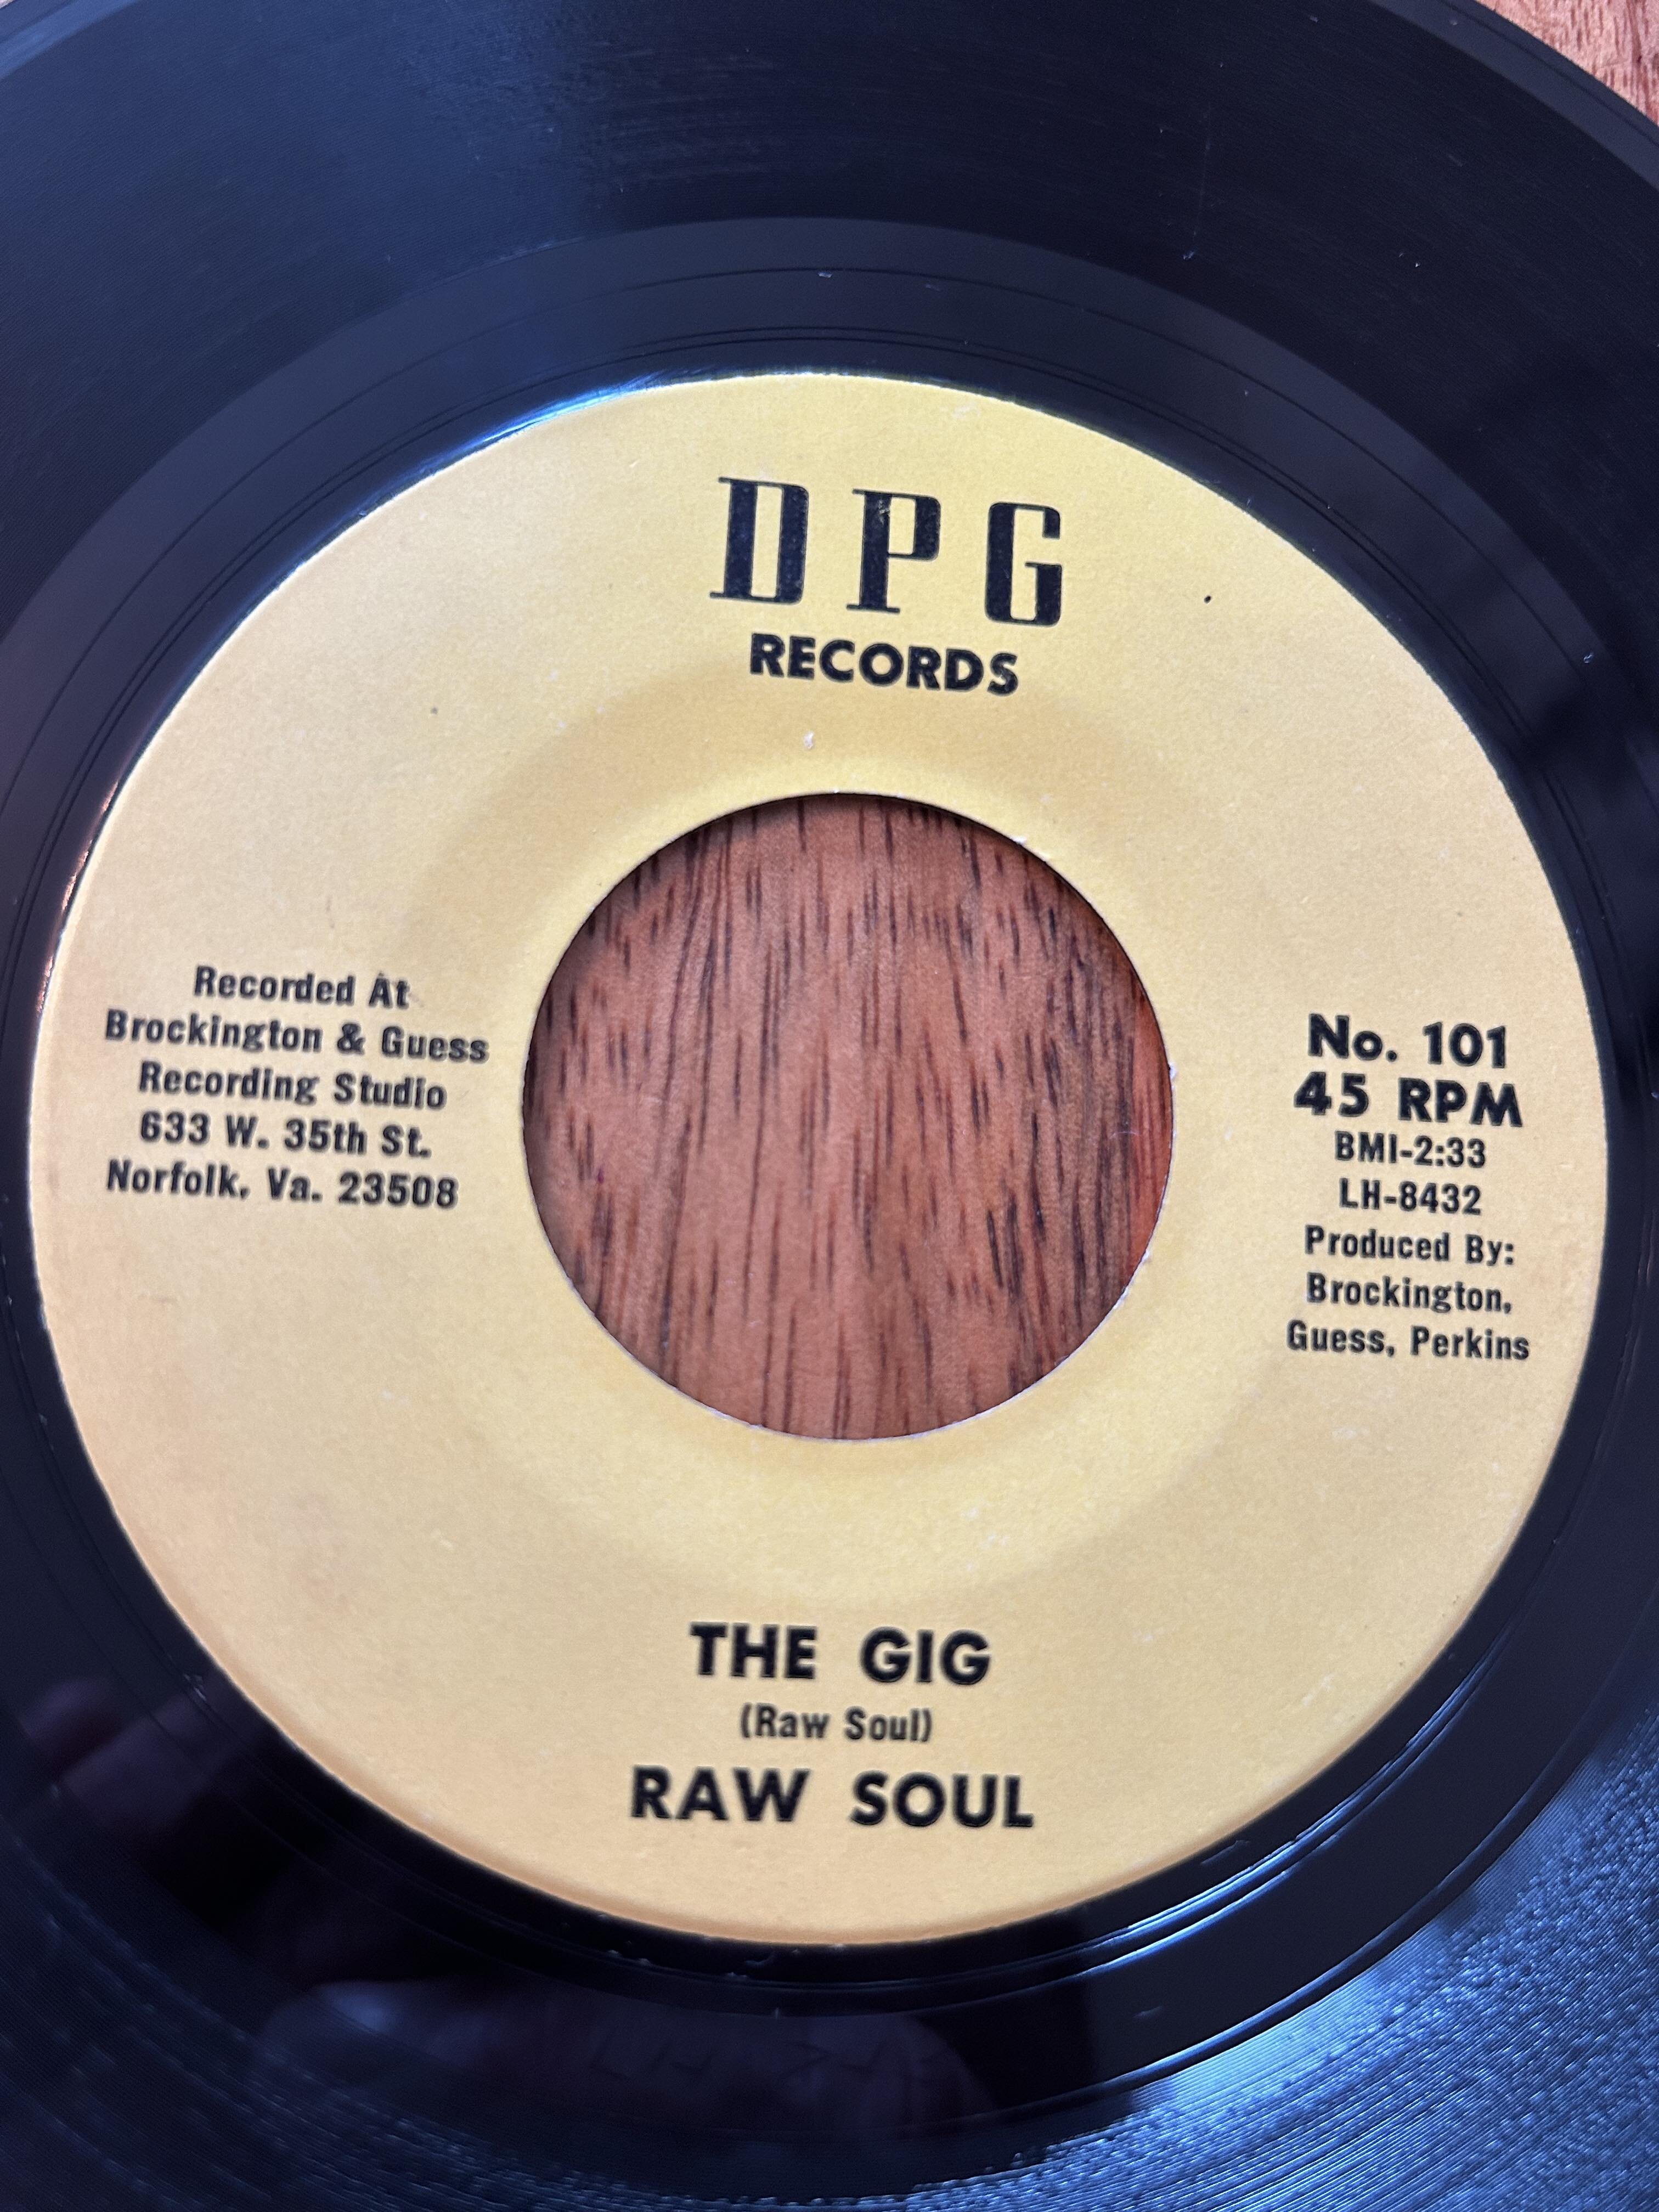 DPG
RECORDS
Recorded At
Brockington & Guess
Recording Studio
633 W. 35th St.
Norfolk, Va. 23508
No. 101
45 RPM
BMI-2:33
LH-8432
Produced By:
Brockington,
Guess, Perkins
THE GIG
(Raw Soul)
RAW SOUL